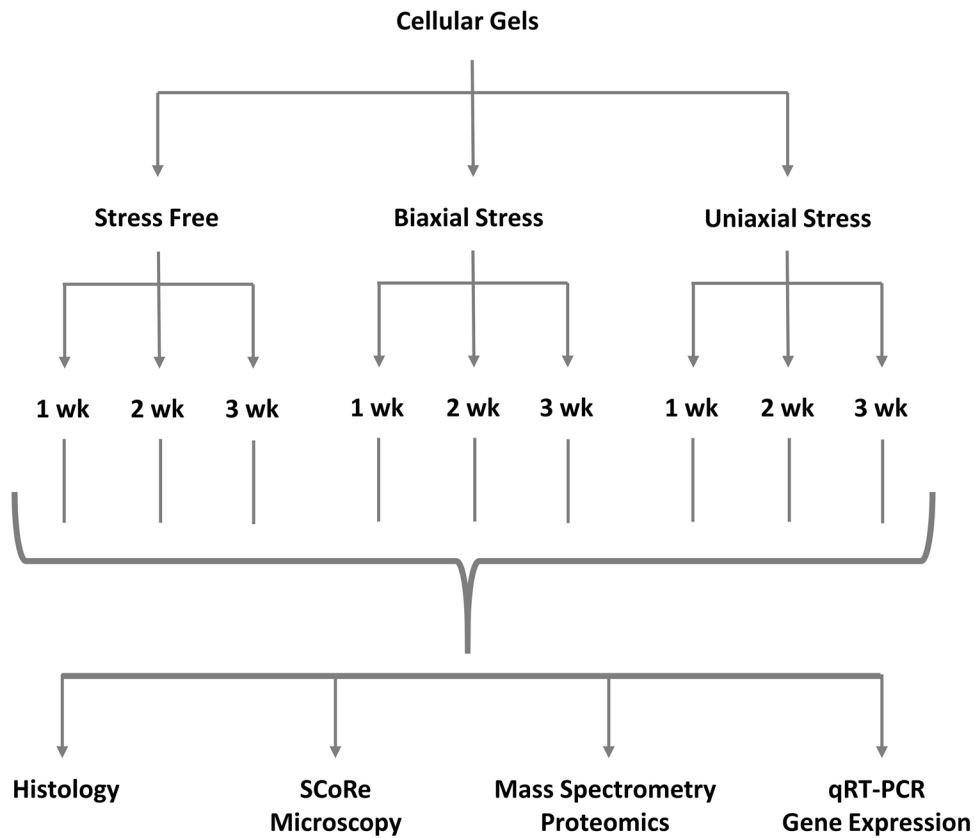 Cellular Gels
Stress Free
Biaxial Stress
Uniaxial Stress
1 wk
2 wk
3 wk
1 wk
2 wk
3 wk
1 wk
2 wk
3 wk
Histology
SCoRe
Microscopy
Mass Spectrometry
Proteomics
qRT-PCR
Gene Expression